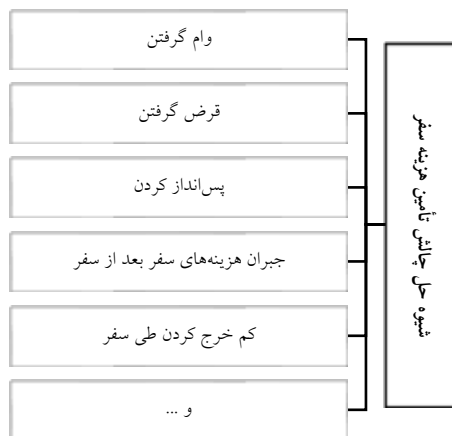 شیوه حل چالش تأمین هزینه سفر
وام گرفتن
قرض گرفتن
پس‌انداز کردن
جبران هزینه‌های سفر بعد از سفر
کم خرج کردن طی سفر
و ...